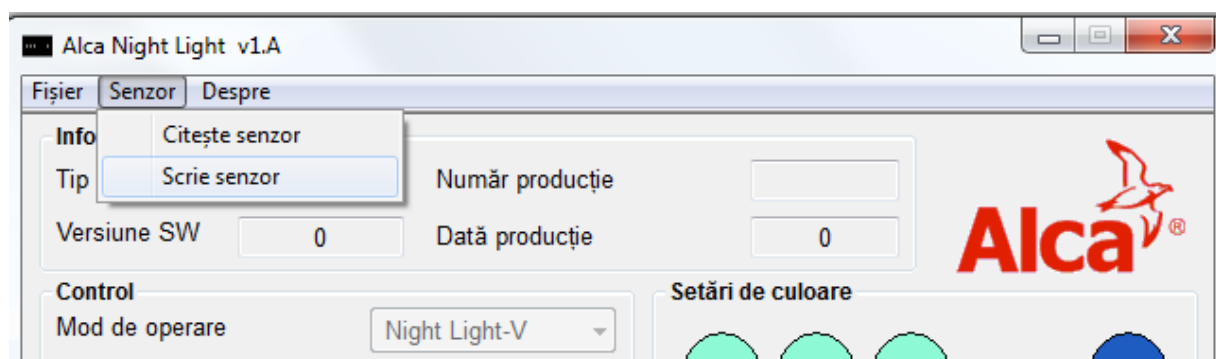 Alca Night Light v1.A
Fișier Senzor Despre
Info
Citește senzor
Tip
Scrie senzor
Număr producție
Versiune SW
0
Dată producție
0
Alca®
Control
Mod de operare
Night Light-V
Setări de culoare